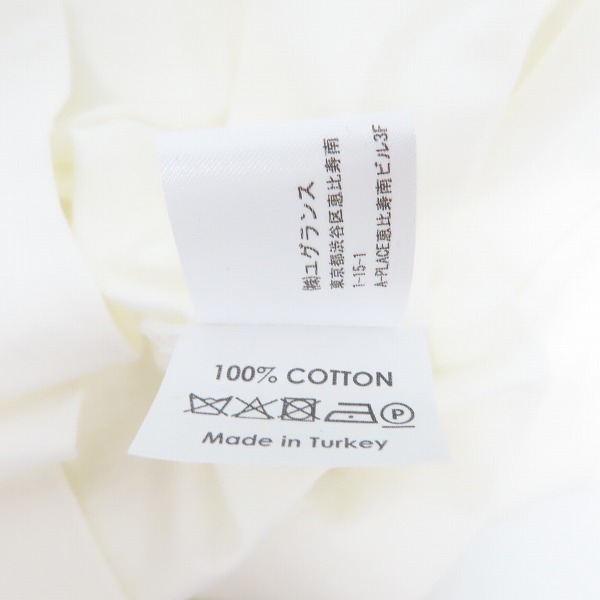 ㈱ユグランス
東京都渋谷区恵比寿南
1-15-1
A-PLACE恵比寿南ビル3F
100% COTTON
P
Made in Turkey